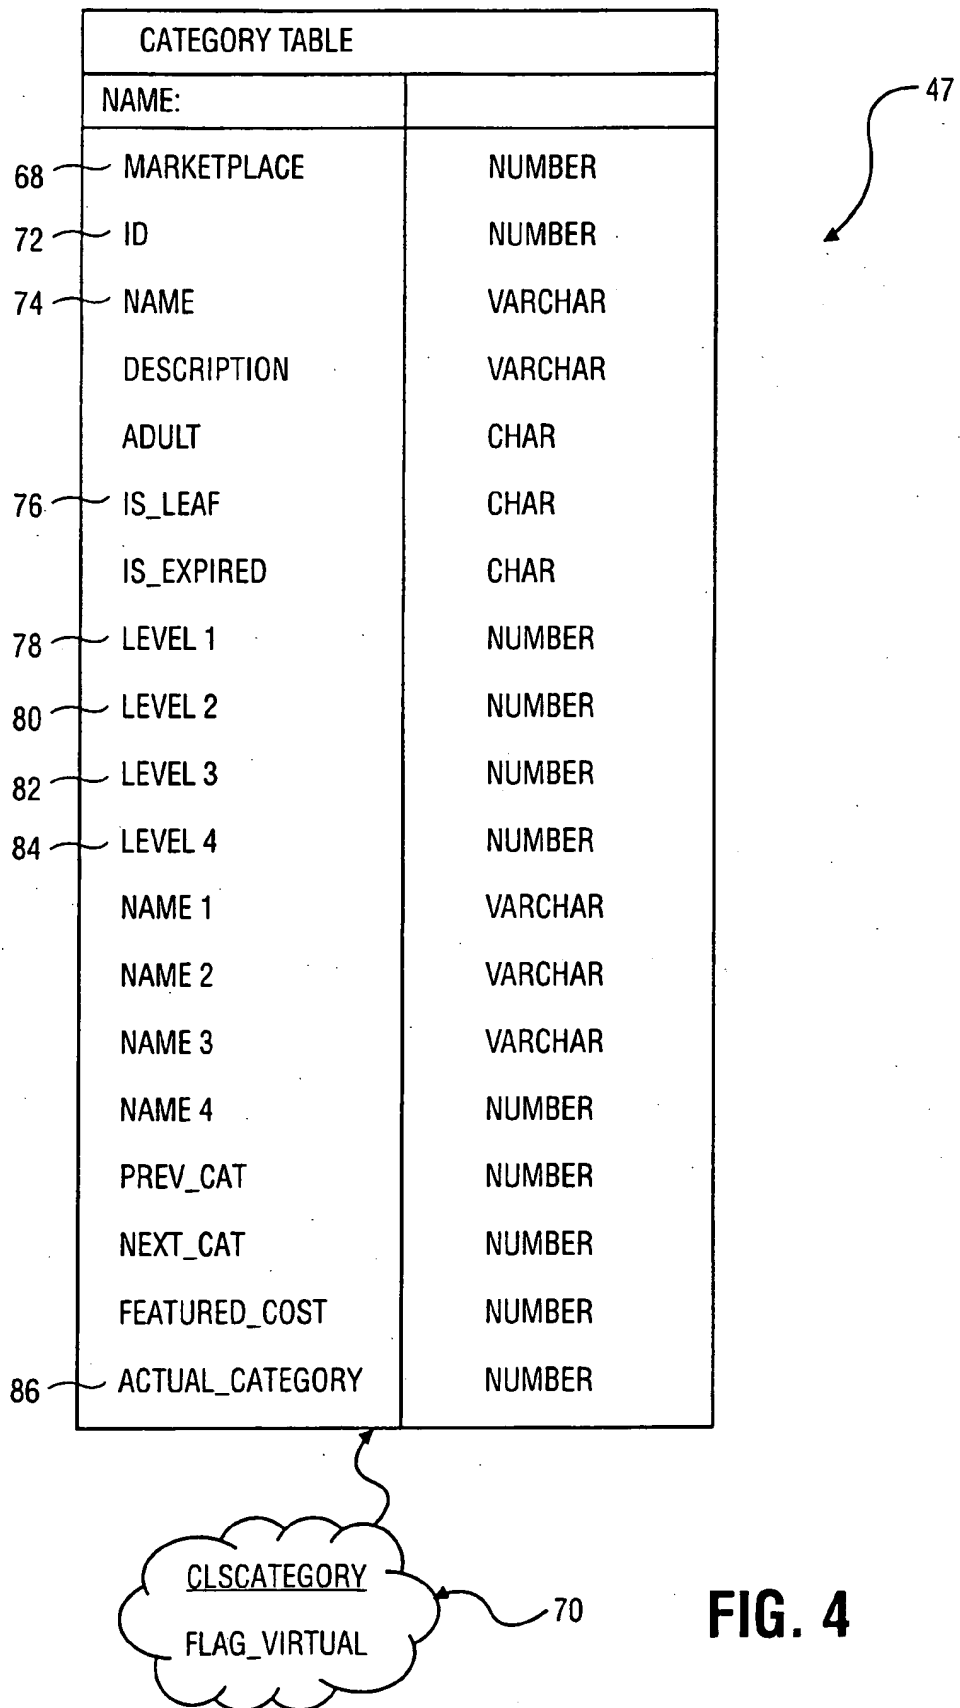 CATEGORY TABLE
NAME:
47
68 MARKETPLACE NUMBER
72 ID NUMBER
74 NAME VARCHAR
DESCRIPTION VARCHAR
ADULT CHAR
76 IS_LEAF CHAR
IS_EXPIRED CHAR
78 LEVEL 1 NUMBER
80 LEVEL 2 NUMBER
82 LEVEL 3 NUMBER
84 LEVEL 4 NUMBER
NAME 1 VARCHAR
NAME 2 VARCHAR
NAME 3 VARCHAR
NAME 4 NUMBER
PREV_CAT NUMBER
NEXT_CAT NUMBER
FEATURED_COST NUMBER
86 ACTUAL_CATEGORY NUMBER
CLSCATEGORY
FLAG_VIRTUAL
70
FIG. 4